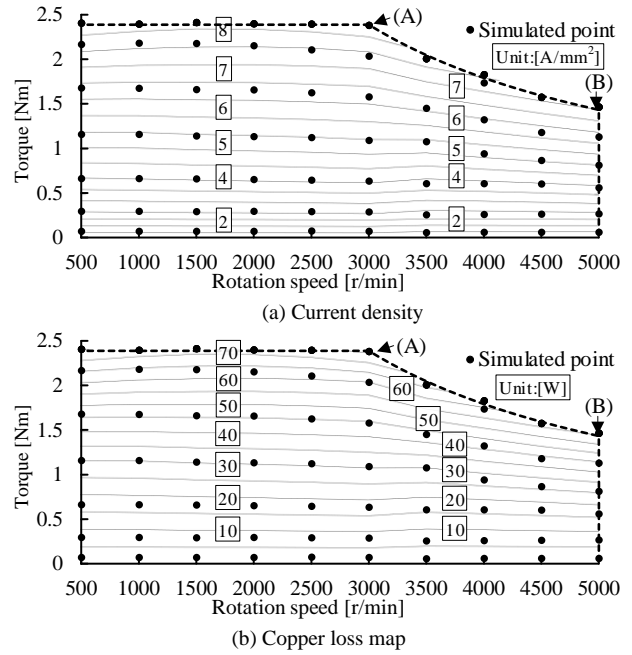 2.5
2
1.5
1
0.5
0
Torque [Nm]
8
7
6
5
4
2
7
6
5
4
2
(A)
Simulated point
Unit:[A/mm²]
(B)
500 1000 1500 2000 2500 3000 3500 4000 4500 5000
Rotation speed [r/min]
(a) Current density
2.5
2
1.5
1
0.5
0
Torque [Nm]
70
60
50
40
30
20
10
60
50
40
30
20
10
(A)
Simulated point
Unit:[W]
(B)
500 1000 1500 2000 2500 3000 3500 4000 4500 5000
Rotation speed [r/min]
(b) Copper loss map